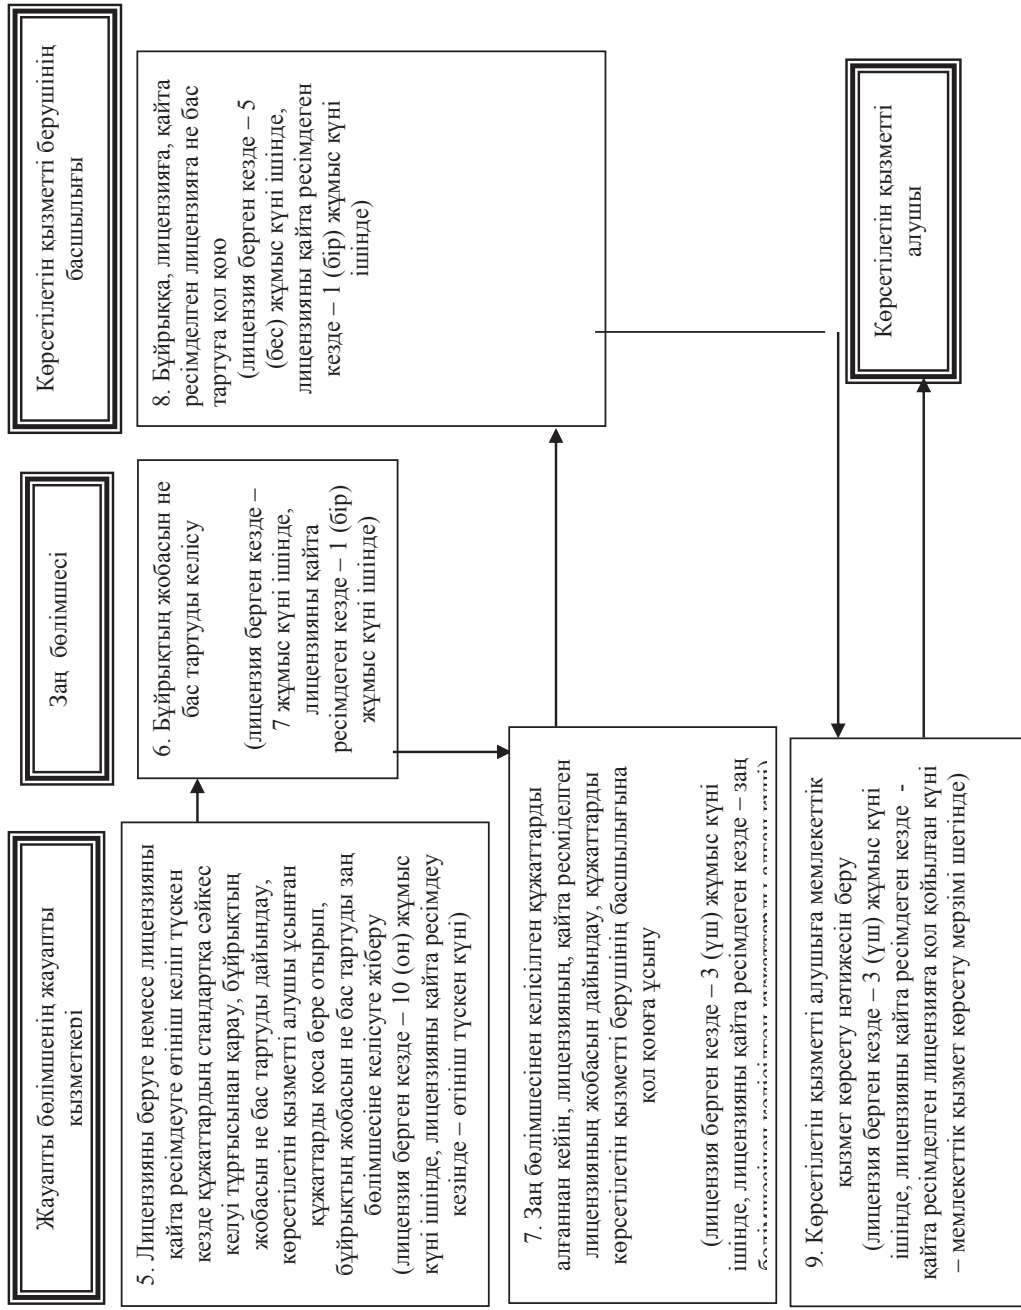 Жауапты бөлімшенің жауапты
қызметкері
Заң бөлімшесі
Көрсетілетін қызметті берушінің
басшылығы
5. Лицензияны беруге немесе лицензияны
қайта ресімдеуге өтініш келіп түскен
кезде құжаттардың стандартқа сәйкес
келуі тұрғысынан қарау, бұйрықтың
жобасын не бас тартуды дайындау,
көрсетілетін қызметті алушы ұсынған
құжаттарды қоса бере отырып,
бұйрықтың жобасын не бас тартуды заң
бөлімшесіне келісуге жіберу
(лицензия берген кезде – 10 (он) жұмыс
күні ішінде, лицензияны қайта ресімдеу
кезінде – өтініш түскен күні)
6. Бұйрықтың жобасын не
бас тартуды келісу
(лицензия берген кезде –
7 жұмыс күні ішінде,
лицензияны қайта
ресімдеген кезде – 1 (бір)
жұмыс күні ішінде)
7. Заң бөлімшесінен келісілген құжаттарды
алғаннан кейін, лицензияның, қайта ресміделген
лицензияның жобасын дайындау, құжаттарды
көрсетілетін қызметті берушінің басшылығына
қол қоюға ұсыну
(лицензия берген кезде – 3 (үш) жұмыс күні
ішінде, лицензияны қайта ресімдеген кезде – заң
бөлімшесінен келісілген құжаттарды алған күні)
8. Бұйрыққа, лицензияға, қайта
ресімделген лицензияға не бас
тартуға қол қою
(лицензия берген кезде – 5
(бес) жұмыс күні ішінде,
лицензияны қайта ресімдеген
кезде – 1 (бір) жұмыс күні
ішінде)
9. Көрсетілетін қызметті алушыға мемлекеттік
қызмет көрсету нәтижесін беру
(лицензия берген кезде – 3 (үш) жұмыс күні
ішінде, лицензияны қайта ресімдеген кезде -
қайта ресімделген лицензияға қол қойылған күні
– мемлекеттік қызмет көрсету мерзімі шегінде)
Көрсетілетін қызметті
алушы